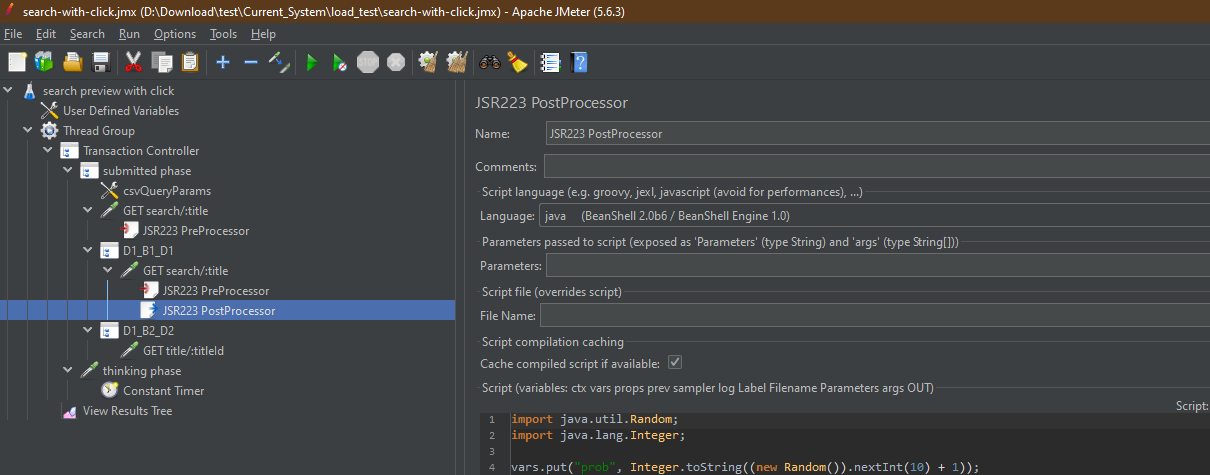 search-with-click.jmx (D:\Download\test\Current_System\load_test\search-with-click.jmx) - Apache JMeter (5.6.3)
File Edit Search Run Options Tools Help
STOP
search preview with click
User Defined Variables
Thread Group
Transaction Controller
submitted phase
csvQueryParams
GET search/:title
JSR223 PreProcessor
D1_B1_D1
GET search/:title
JSR223 PreProcessor
JSR223 PostProcessor
D1_B2_D2
GET title/:titleId
thinking phase
Constant Timer
View Results Tree
JSR223 PostProcessor
Name: JSR223 PostProcessor
Comments:
Script language (e.g. groovy, jexl, javascript (avoid for performances), ...)
Language: java (BeanShell 2.0b6 / BeanShell Engine 1.0)
Parameters passed to script (exposed as 'Parameters' (type String) and 'args' (type String[]))
Parameters:
Script file (overrides script)
File Name:
Script compilation caching
Cache compiled script if available:
Script (variables: ctx vars props prev sampler log Label Filename Parameters args OUT)
Script:
1 import java.util.Random;
2 import java.lang.Integer;
3
4 vars.put("prob", Integer.toString((new Random()).nextInt(10) + 1));